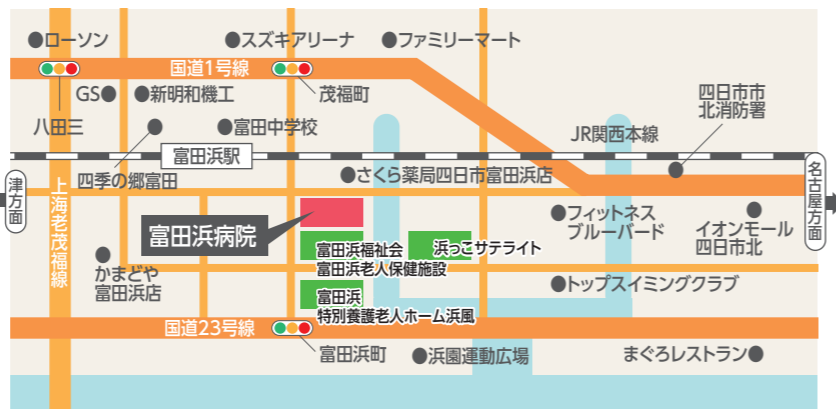 ●ローソン
●スズキアリーナ
●ファミリーマート
国道1号線
GS●
●新明和機工
茂福町
四日市市
北消防署
八田三
●富田中学校
JR関西本線
富田浜駅
四季の郷富田
●さくら薬局四日市富田浜店
津方面
上海老茂福線
名古屋方面
富田浜病院
●フィットネス
ブルーバード
イオンモール
四日市北
富田浜福祉会
富田浜老人保健施設
浜っこサテライト
かまどや
富田浜店
富田浜
特別養護老人ホーム浜風
●トップスイミングクラブ
国道23号線
富田浜町
●浜園運動広場
まぐろレストラン●